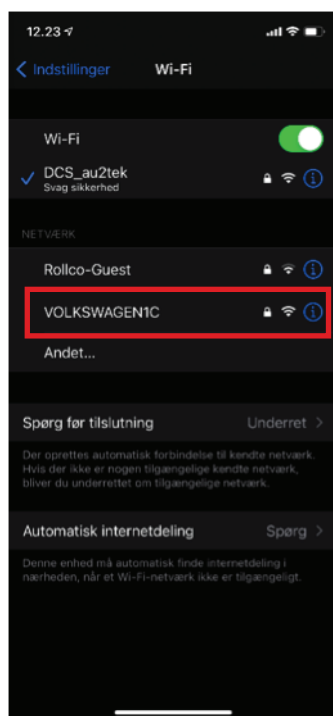 12.23
Indstillinger
Wi-Fi
Wi-Fi
DCS_au2tek
Svag sikkerhed
NETVÆRK
Rollco-Guest
VOLKSWAGEN1C
Andet...
Spørg før tilslutning
Underret
Der oprettes automatisk forbindelse til kendte netværk.
Hvis der ikke er nogen tilgængelige kendte netværk,
bliver du underrettet om tilgængelige netværk.
Automatisk internetdeling
Spørg
Denne enhed må automatisk finde internetdeling i
nærheden, når et Wi-Fi-netværk ikke er tilgængeligt.